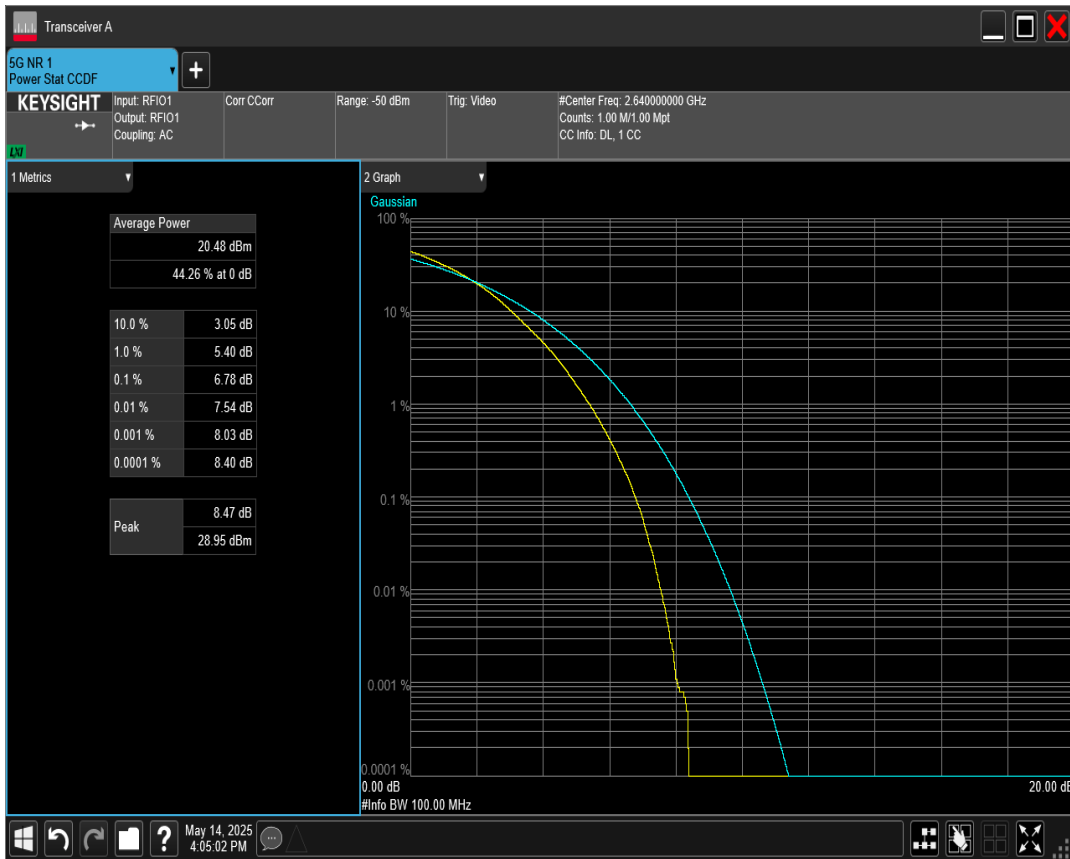 Transceiver A
5G NR 1
Power Stat CCDF
KEYSIGHT
LXI
Input: RFIO1
Output: RFIO1
Coupling: AC
Corr CCorr
Range: -50 dBm
Trig: Video
#Center Freq: 2.640000000 GHz
Counts: 1.00 M/1.00 Mpt
CC Info: DL, 1 CC
1 Metrics
Average Power
20.48 dBm
44.26 % at 0 dB
10.0 % 3.05 dB
1.0 % 5.40 dB
0.1 % 6.78 dB
0.01 % 7.54 dB
0.001 % 8.03 dB
0.0001 % 8.40 dB
Peak
8.47 dB
28.95 dBm
2 Graph
Gaussian
100 %
10 %
1 %
0.1 %
0.01 %
0.001 %
0.0001 %
0.00 dB 20.00 dB
#Info BW 100.00 MHz
?
May 14, 2025
4:05:02 PM